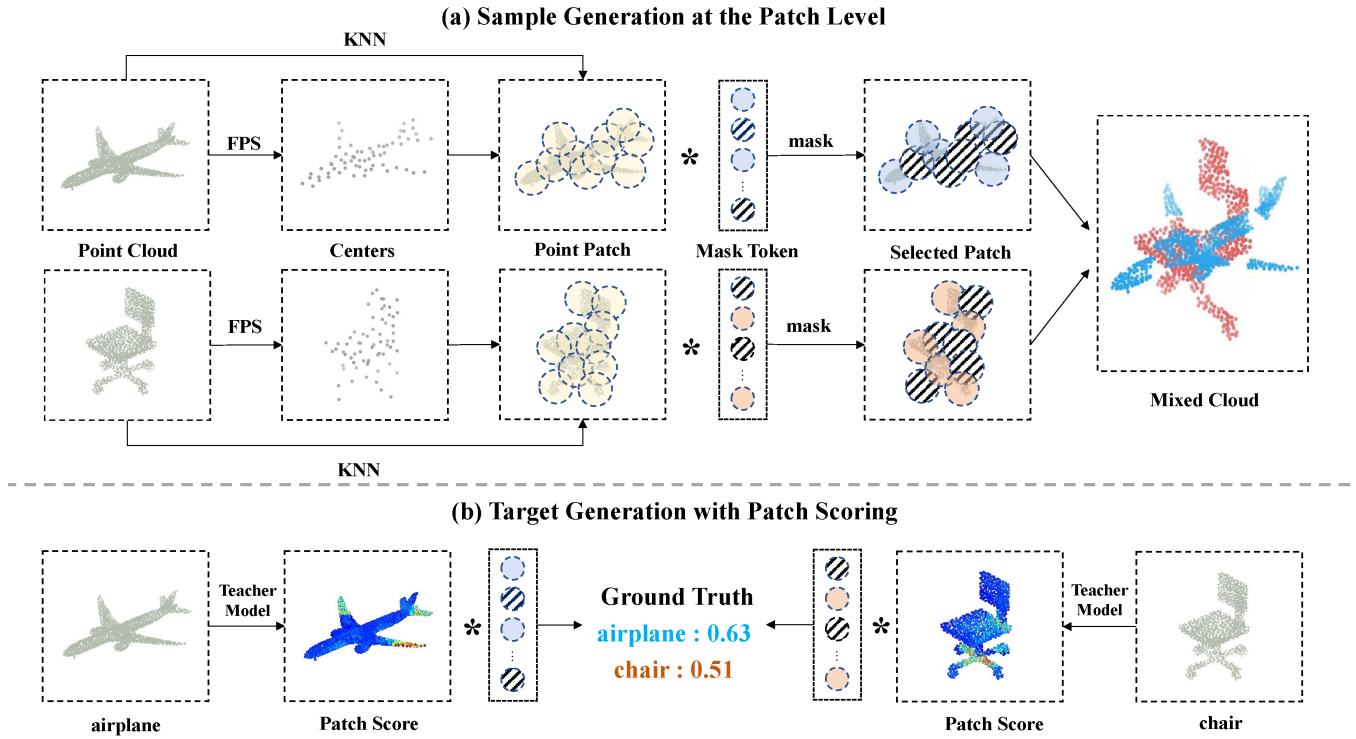 (a) Sample Generation at the Patch Level
KNN
FPS
mask
Point Cloud
Centers
Point Patch
Mask Token
Selected Patch
FPS
mask
Mixed Cloud
KNN
(b) Target Generation with Patch Scoring
Teacher
Model
Ground Truth
airplane : 0.63
chair : 0.51
Teacher
Model
airplane
Patch Score
Patch Score
chair